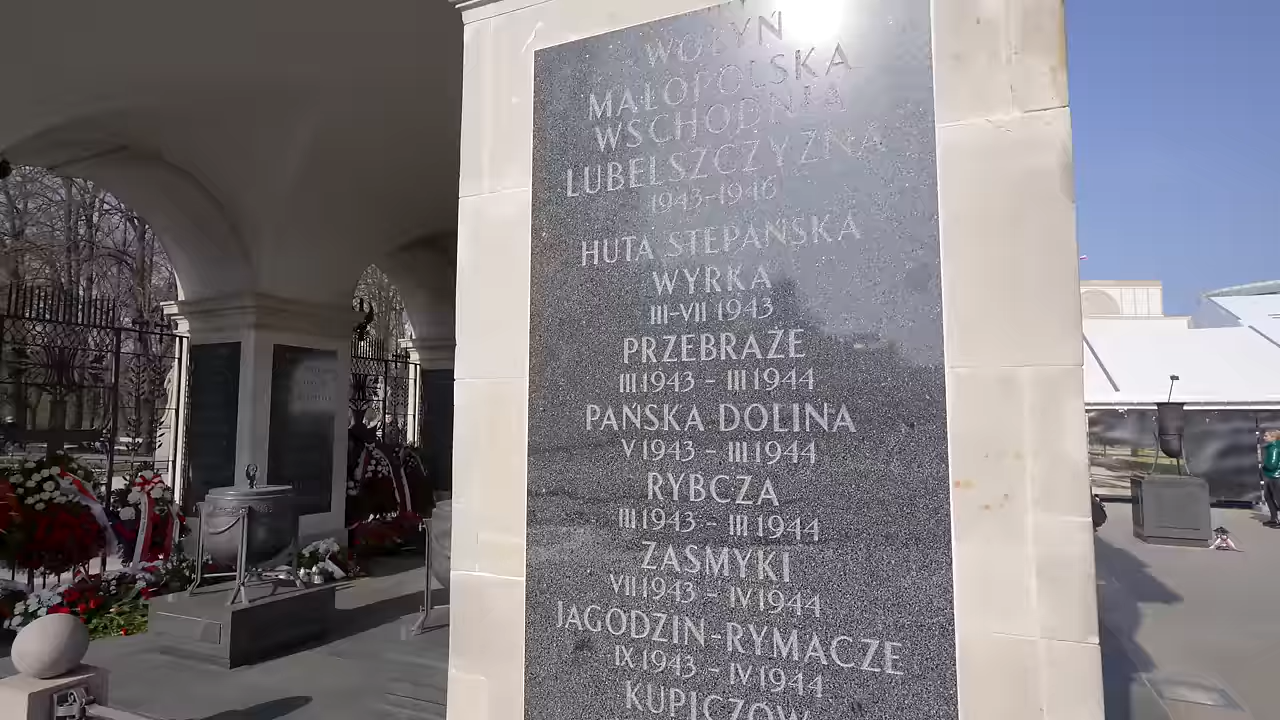 WOŁYŃ
MAŁOPOLSKA
WSCHODNIA
LUBELSZCZYZNA
1943-1946
HUTA STEPAŃSKA
WYRKA
III-VII 1943
PRZEBRAŻE
III 1943 - III 1944
PAŃSKA DOLINA
V 1943 - III 1944
RYBCZA
III 1943 - III 1944
ZASMYKI
VII 1943 - IV 1944
JAGODZIN-RYMACZE
IX 1943 - IV 1944
KUPICZÓW